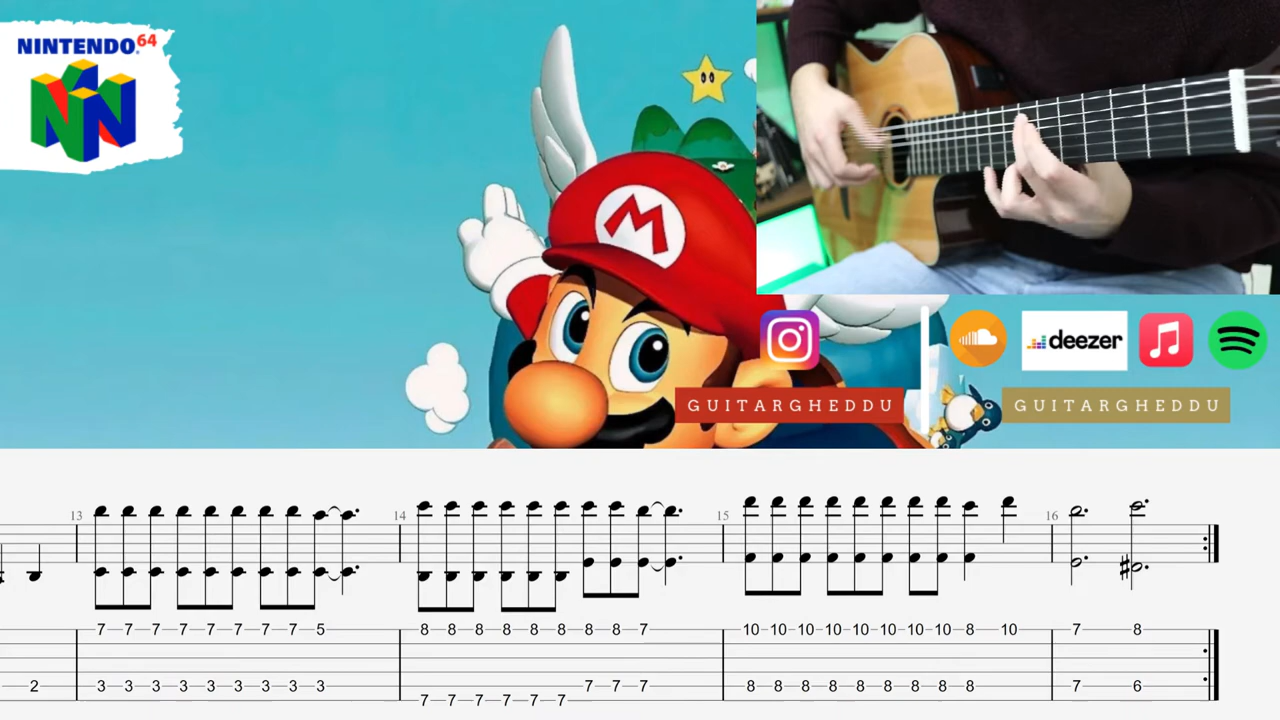 NINTENDO 64
M
deezer
GUITARGHEDDU
GUITARGHEDDU
13
14
15
16
7 7 7 7 7 7 7 7 5
8 8 8 8 8 8 8 8 7
10 10 10 10 10 10 10 10 8 10
7 8
2
3 3 3 3 3 3 3 3 3
7 7 7
8 8 8 8 8 8 8 8 8
7 6
7 7 7 7 7 7